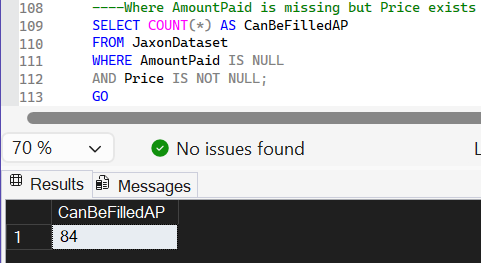 108 ----Where AmountPaid is missing but Price exists
109 SELECT COUNT(*) AS CanBeFilledAP
110 FROM JaxonDataset
111 WHERE AmountPaid IS NULL
112 AND Price IS NOT NULL;
113 GO
70 % No issues found L
Results Messages
CanBeFilledAP
1 84